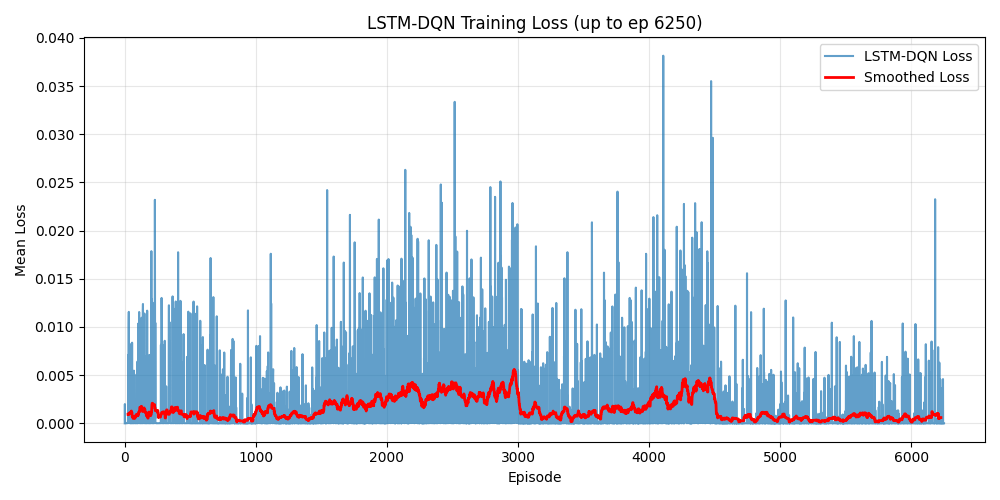 LSTM-DQN Training Loss (up to ep 6250)
LSTM-DQN Loss
Smoothed Loss
Mean Loss
0.040
0.035
0.030
0.025
0.020
0.015
0.010
0.005
0.000
0 1000 2000 3000 4000 5000 6000
Episode